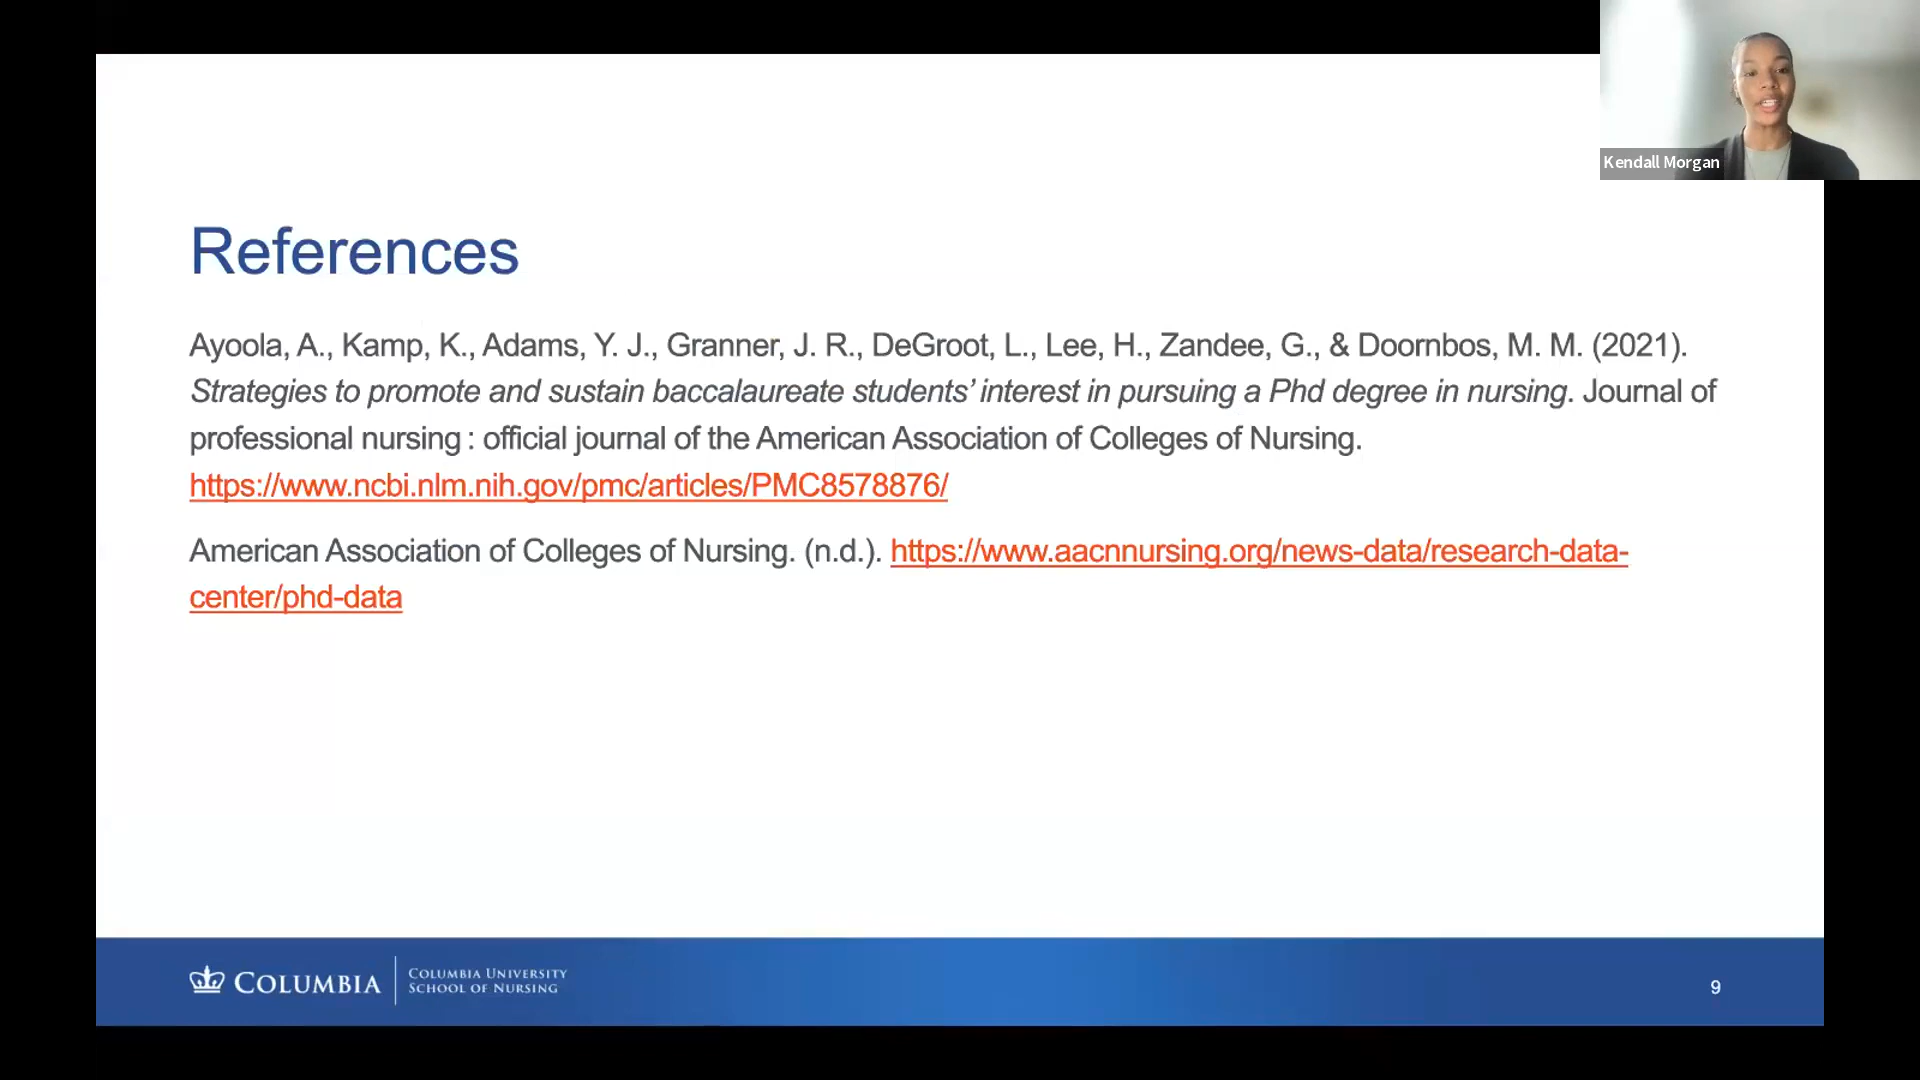 Kendall Morgan
References
Ayoola, A., Kamp, K., Adams, Y. J., Granner, J. R., DeGroot, L., Lee, H., Zandee, G., & Doornbos, M. M. (2021).
Strategies to promote and sustain baccalaureate students’ interest in pursuing a Phd degree in nursing. Journal of
professional nursing : official journal of the American Association of Colleges of Nursing.
https://www.ncbi.nlm.nih.gov/pmc/articles/PMC8578876/
American Association of Colleges of Nursing. (n.d.). https://www.aacnnursing.org/news-data/research-data-
center/phd-data
COLUMBIA
COLUMBIA UNIVERSITY
SCHOOL OF NURSING
9